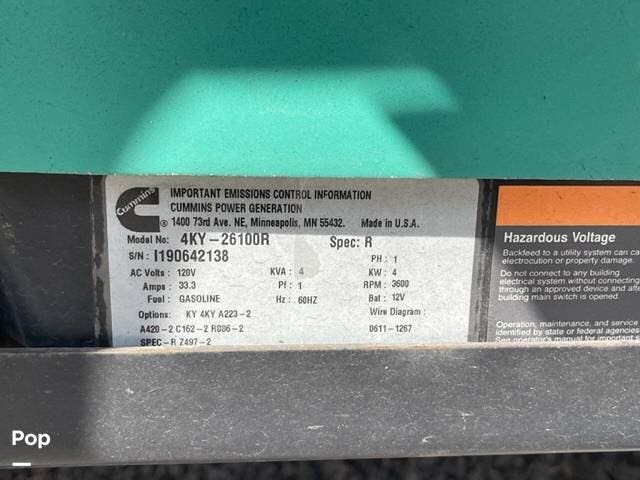 Cummins
IMPORTANT EMISSIONS CONTROL INFORMATION
CUMMINS POWER GENERATION
® 1400 73rd Ave. NE, Minneapolis, MN 55432. Made in U.S.A.
Model No: 4KY-26100R Spec: R
S/N : I190642138 PH : 1
AC Volts : 120V KVA : 4 KW : 4
Amps : 33.3 Pf : 1 RPM : 3600
Fuel : GASOLINE Hz : 60HZ Bat : 12V
Options: KY 4KY A223-2 Wire Diagram :
A420-2 C162-2 R086-2 0611-1267
SPEC-R Z497-2
Hazardous Voltage
Backfeed to a utility system can
electrocution or property damage.
Do not connect to any building
electrical system without
through an approved device and
building main switch is opened.
Operation, maintenance, and
identified by state or federal agencies
See operator's manual for important
Pop